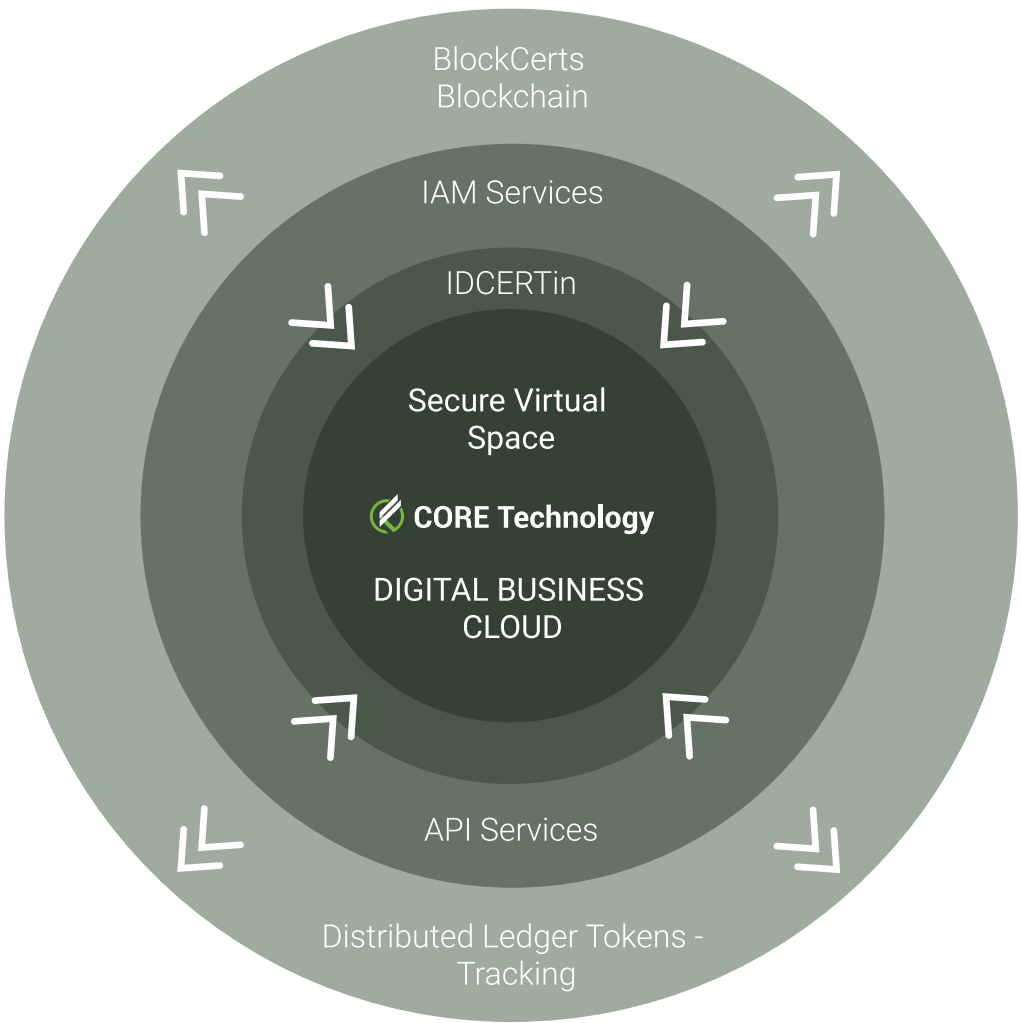 BlockCerts
Blockchain
IAM Services
IDCERTin
Secure Virtual
Space
CORE Technology
DIGITAL BUSINESS
CLOUD
API Services
Distributed Ledger Tokens -
Tracking